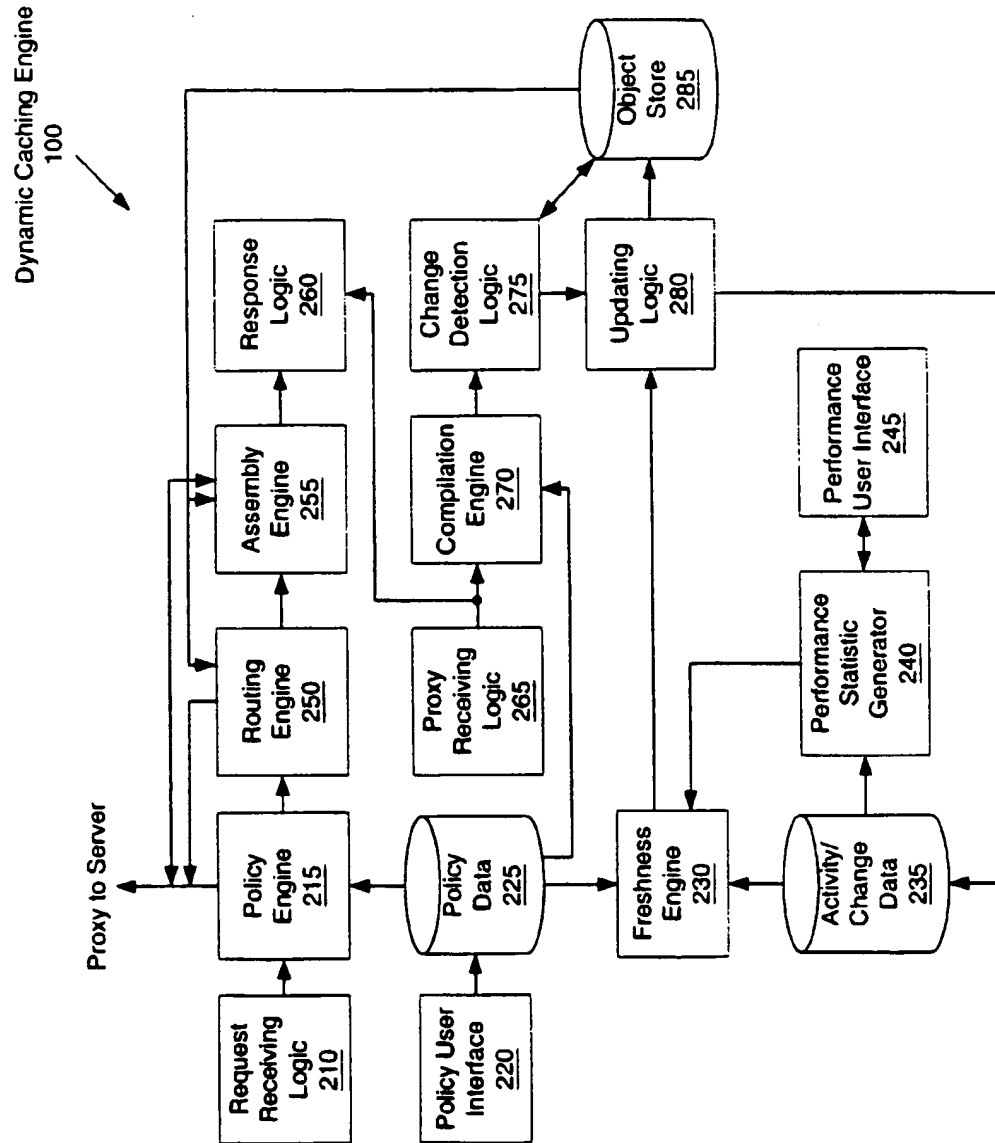 Dynamic Caching Engine
100
Proxy to Server
Request
Receiving
Logic
210
Policy
Engine
215
Routing
Engine
250
Assembly
Engine
255
Response
Logic
260
Policy User
Interface
220
Policy
Data
225
Proxy
Receiving
Logic
265
Compilation
Engine
270
Change
Detection
Logic
275
Object
Store
285
Freshness
Engine
230
Updating
Logic
280
Activity/
Change
Data
235
Performance
Statistic
Generator
240
Performance
User Interface
245